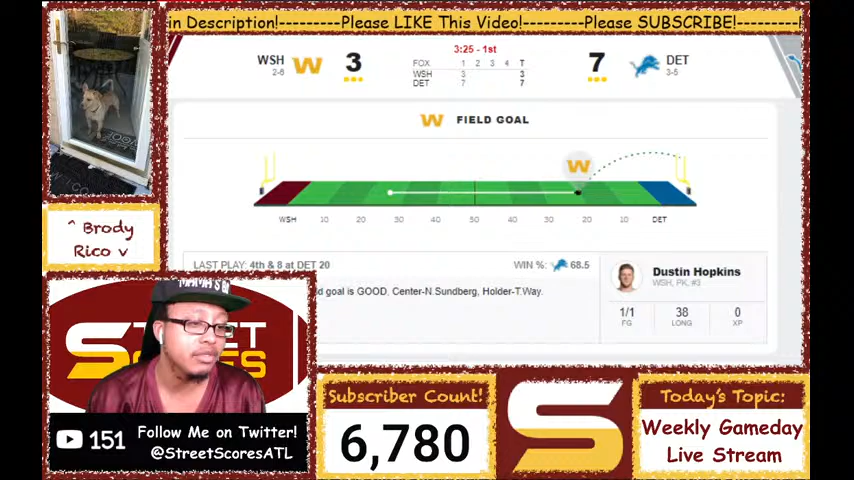 in Description!--------Please LIKE This Video!--------Please SUBSCRIBE!--------
3:25 - 1st
WSH W 3
2-6
FOX 1 2 3 4 T
WSH 3 3
DET 7 7
7 DET
3-5
W FIELD GOAL
W
WSH 10 20 30 40 50 40 30 20 10 DET
^ Brody
Rico v
LAST PLAY: 4th & 8 at DET 20
WIN %: 68.5
d goal is GOOD, Center-N.Sundberg, Holder-T.Way.
Dustin Hopkins
WSH, PK, #3
1/1 38 0
FG LONG XP
STREET
SCORES
151
Follow Me on Twitter!
@StreetScoresATL
Subscriber Count!
6,780
S
Today's Topic:
Weekly Gameday
Live Stream